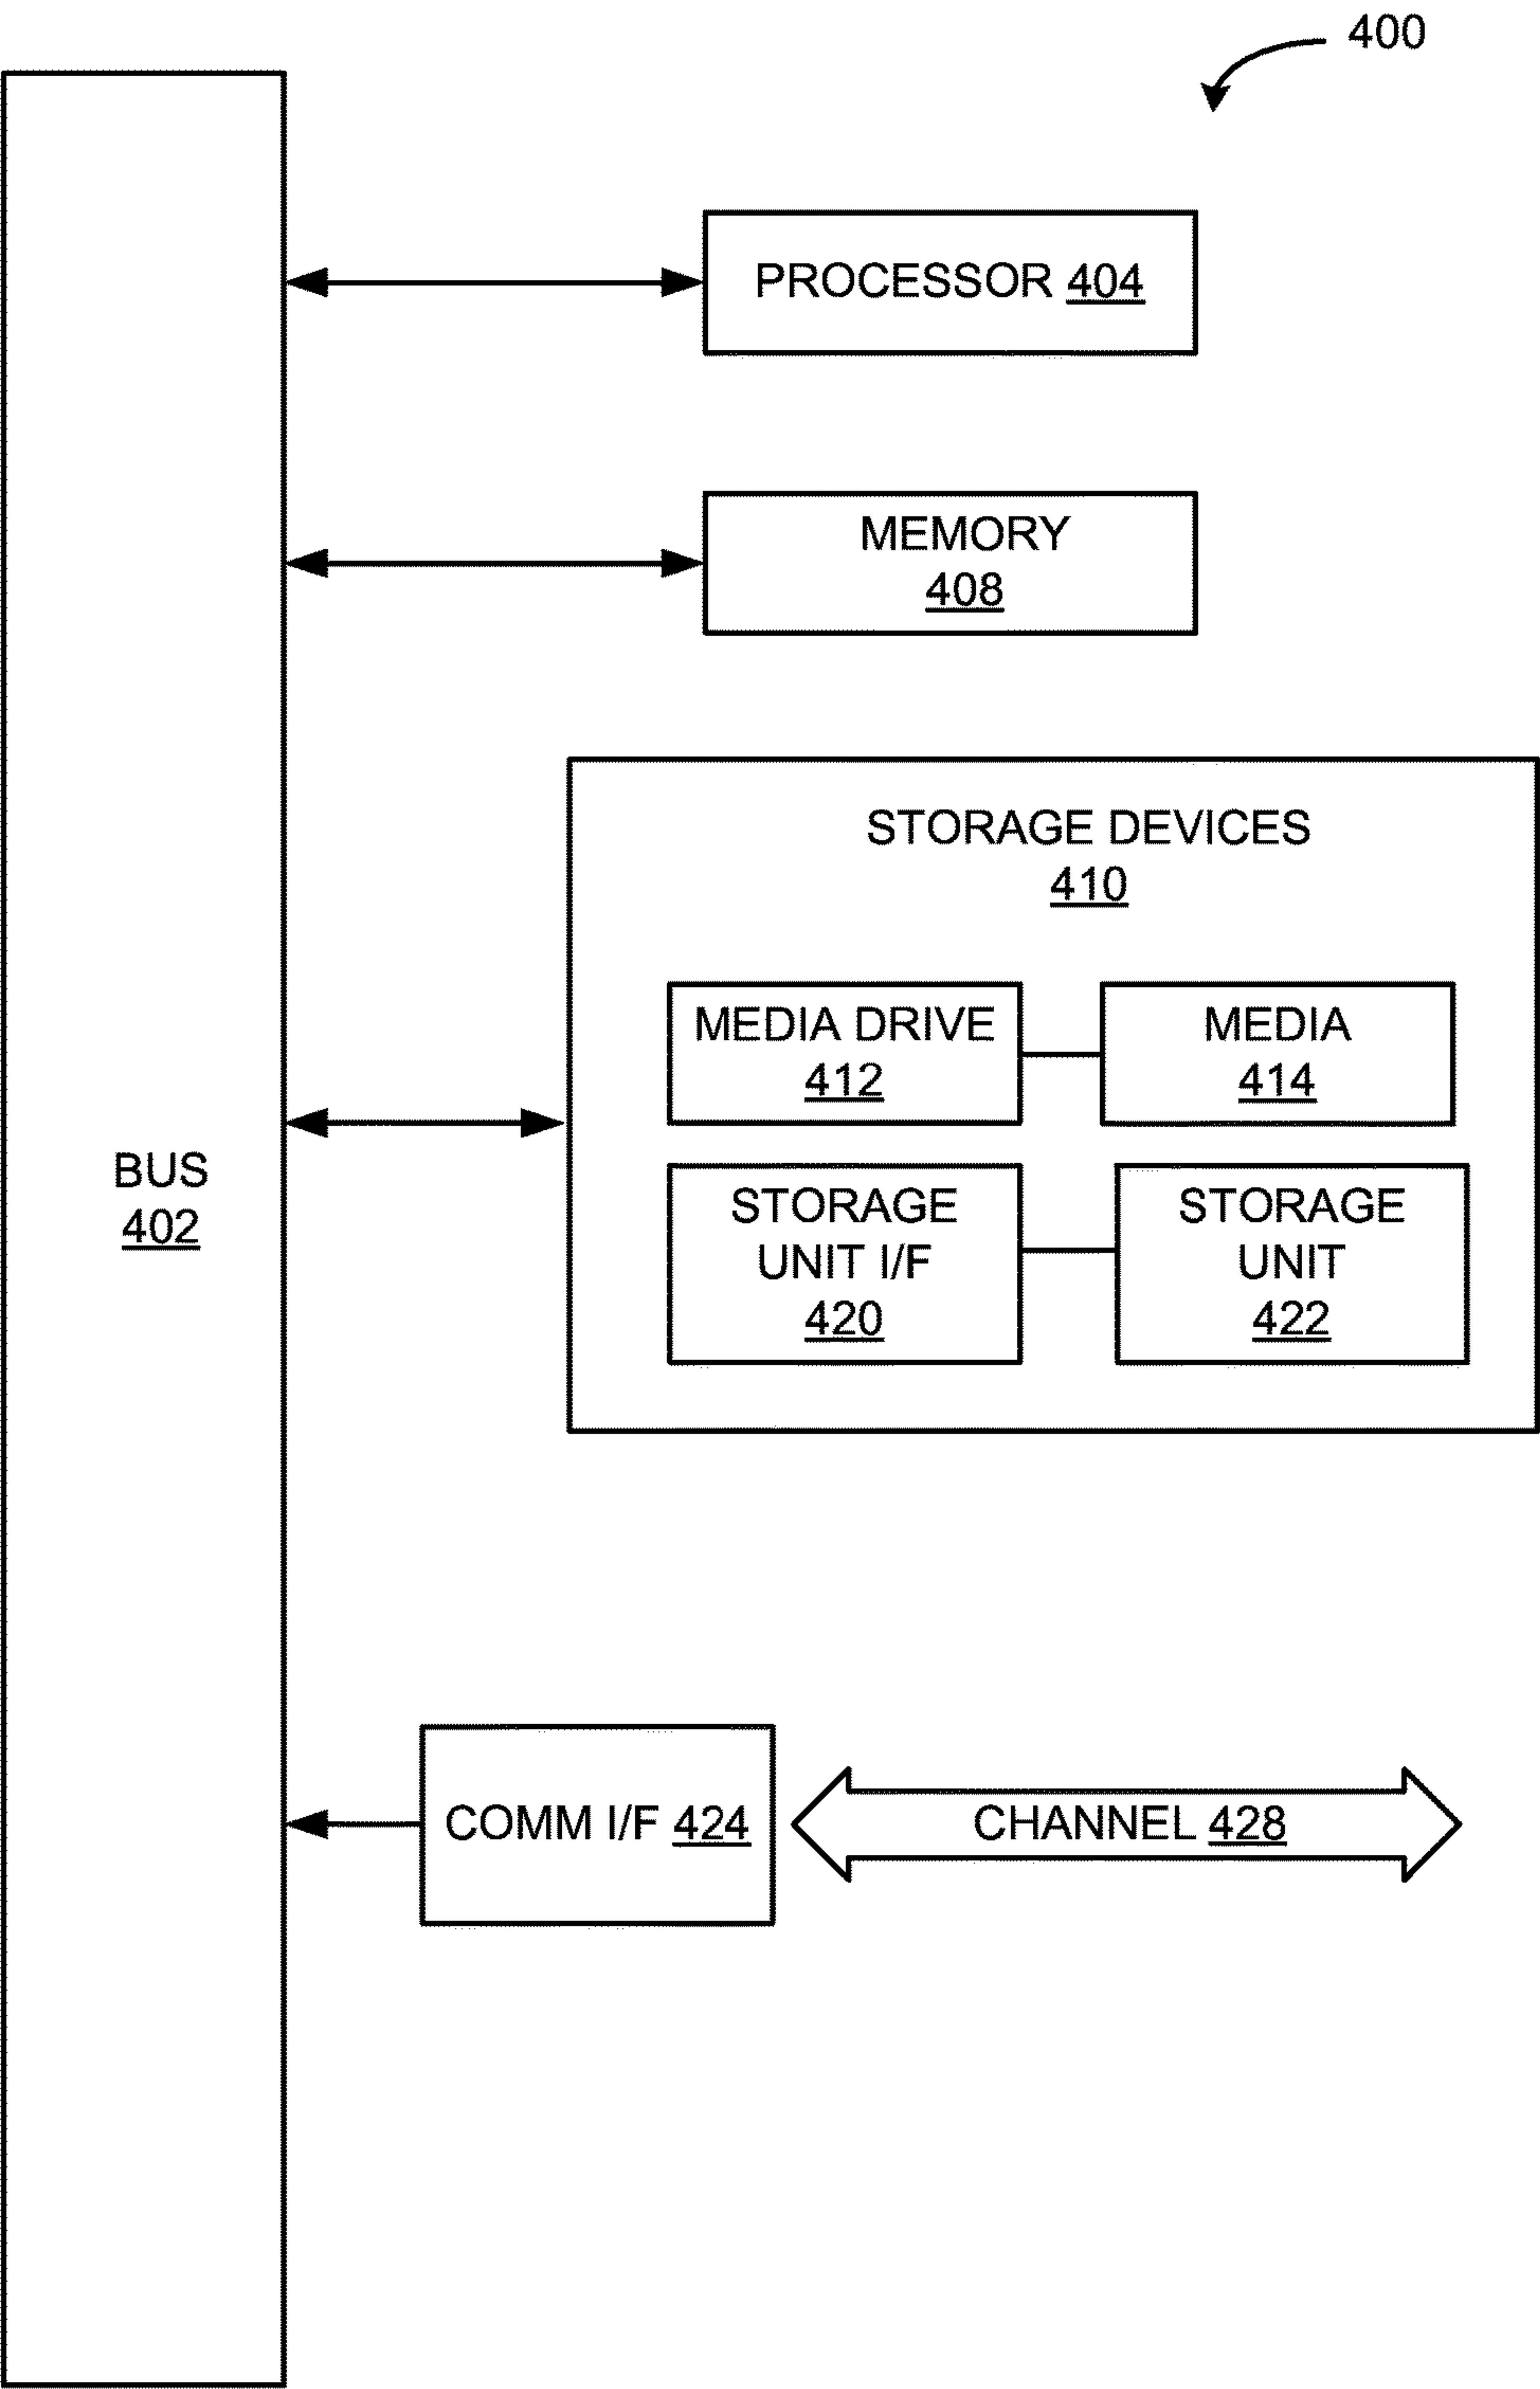 400
PROCESSOR 404
MEMORY
408
STORAGE DEVICES
410
MEDIA DRIVE
412
MEDIA
414
BUS
402
STORAGE
UNIT I/F
420
STORAGE
UNIT
422
COMM I/F 424
CHANNEL 428